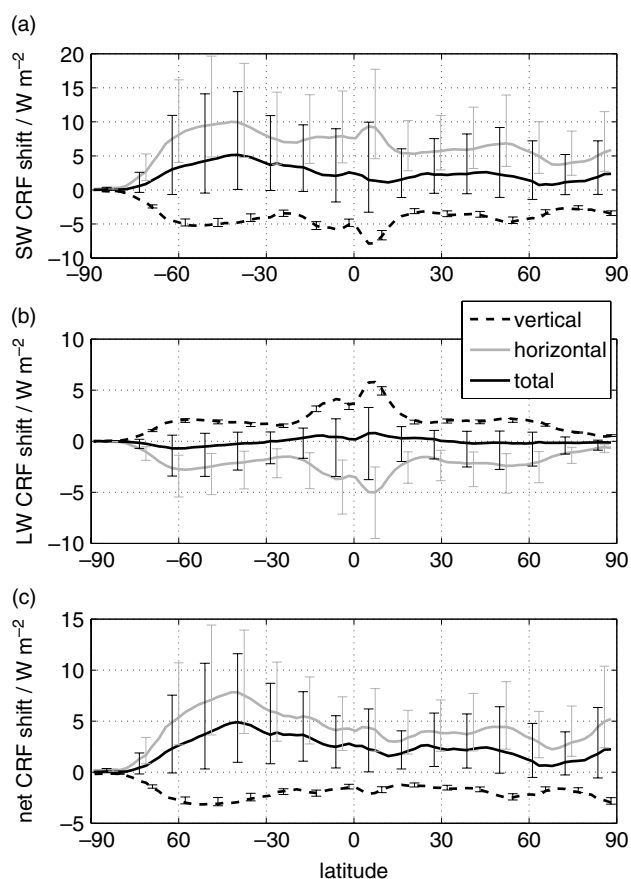 (a)
20
15
10
5
0
−5
−10
SW CRF shift / W m−2
−90 −60 −30 0 30 60 90
(b)
10
5
0
−5
−10
LW CRF shift / W m−2
vertical
horizontal
total
−90 −60 −30 0 30 60 90
(c)
15
10
5
0
−5
net CRF shift / W m−2
−90 −60 −30 0 30 60 90
latitude